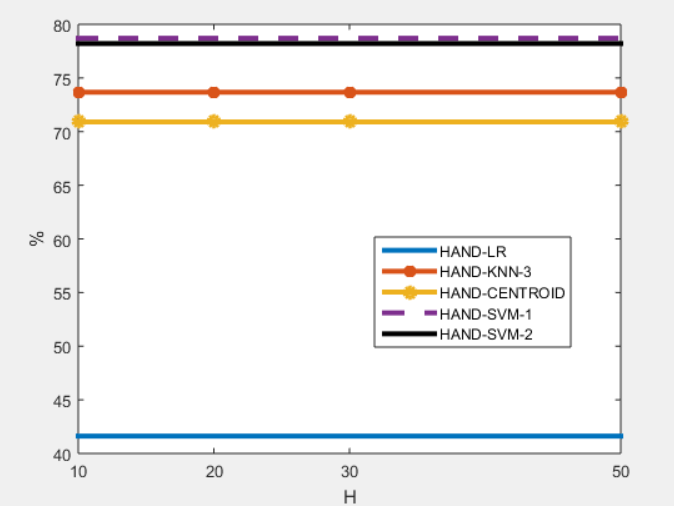 80
75
70
65
60
55
50
45
40
%
HAND-LR
HAND-KNN-3
HAND-CENTROID
HAND-SVM-1
HAND-SVM-2
10 20 30 50
H